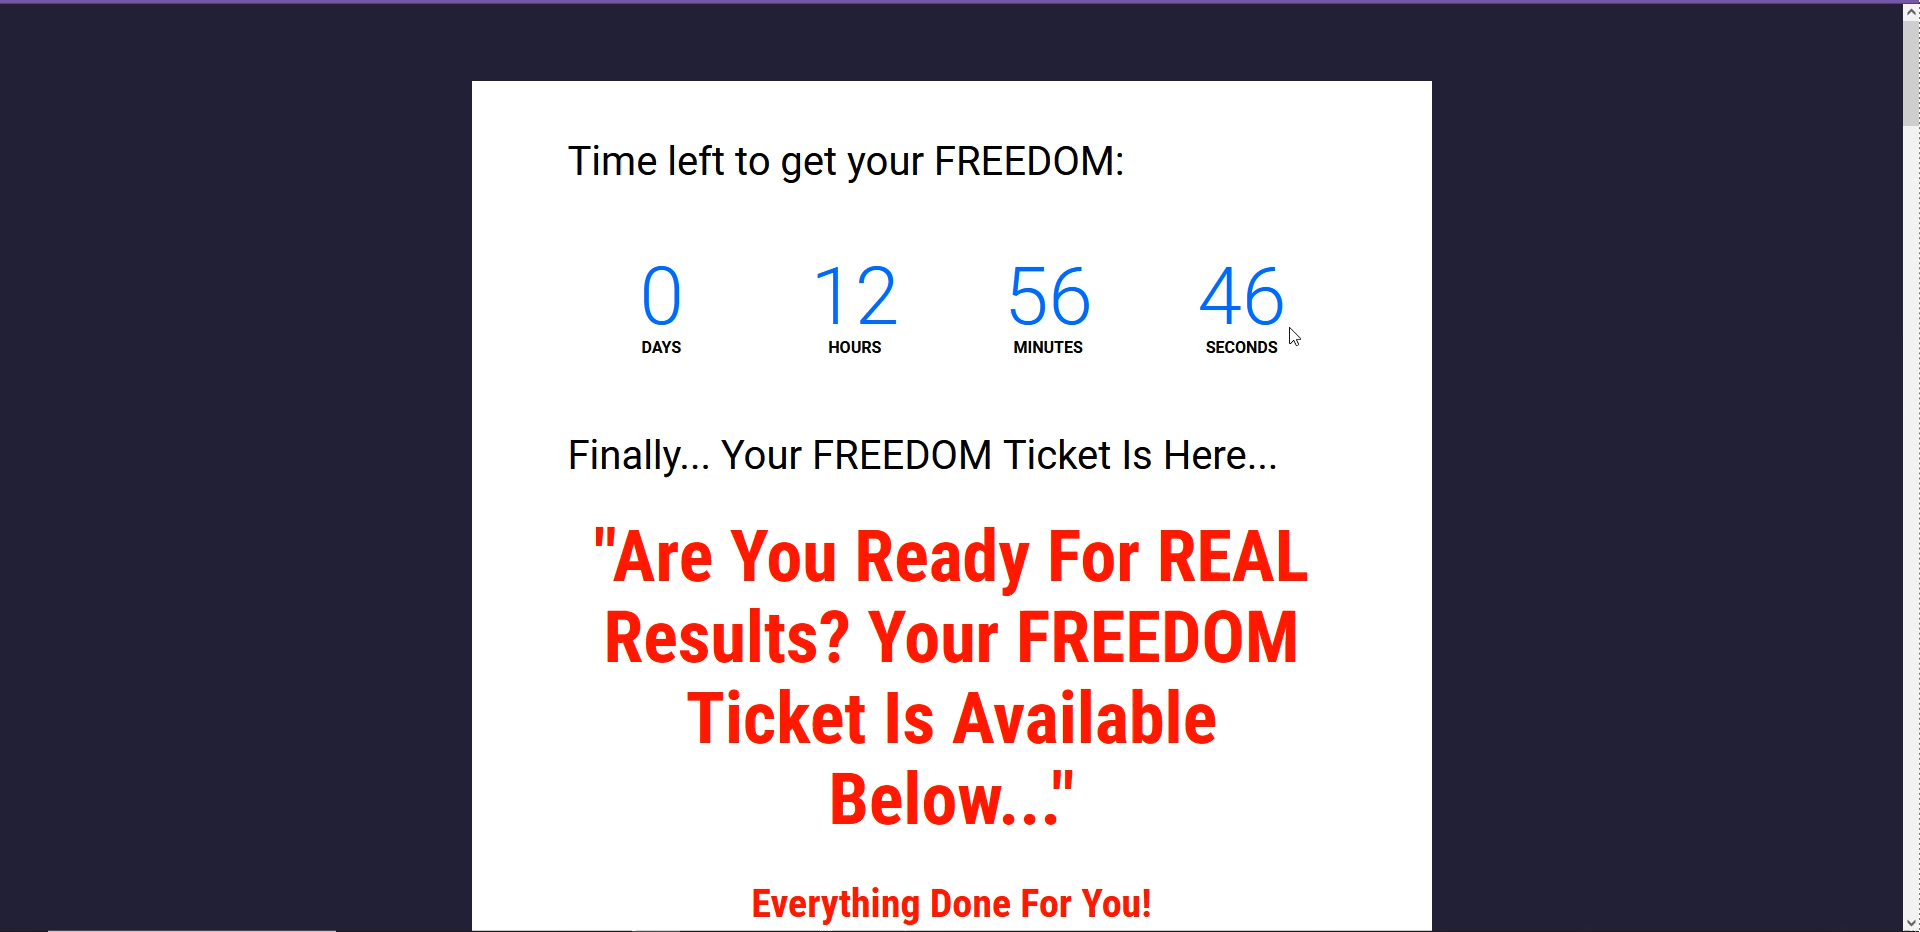 Time left to get your FREEDOM:
0 12 56 46
DAYS HOURS MINUTES SECONDS
Finally... Your FREEDOM Ticket Is Here...
"Are You Ready For REAL
Results? Your FREEDOM
Ticket Is Available
Below..."
Everything Done For You!